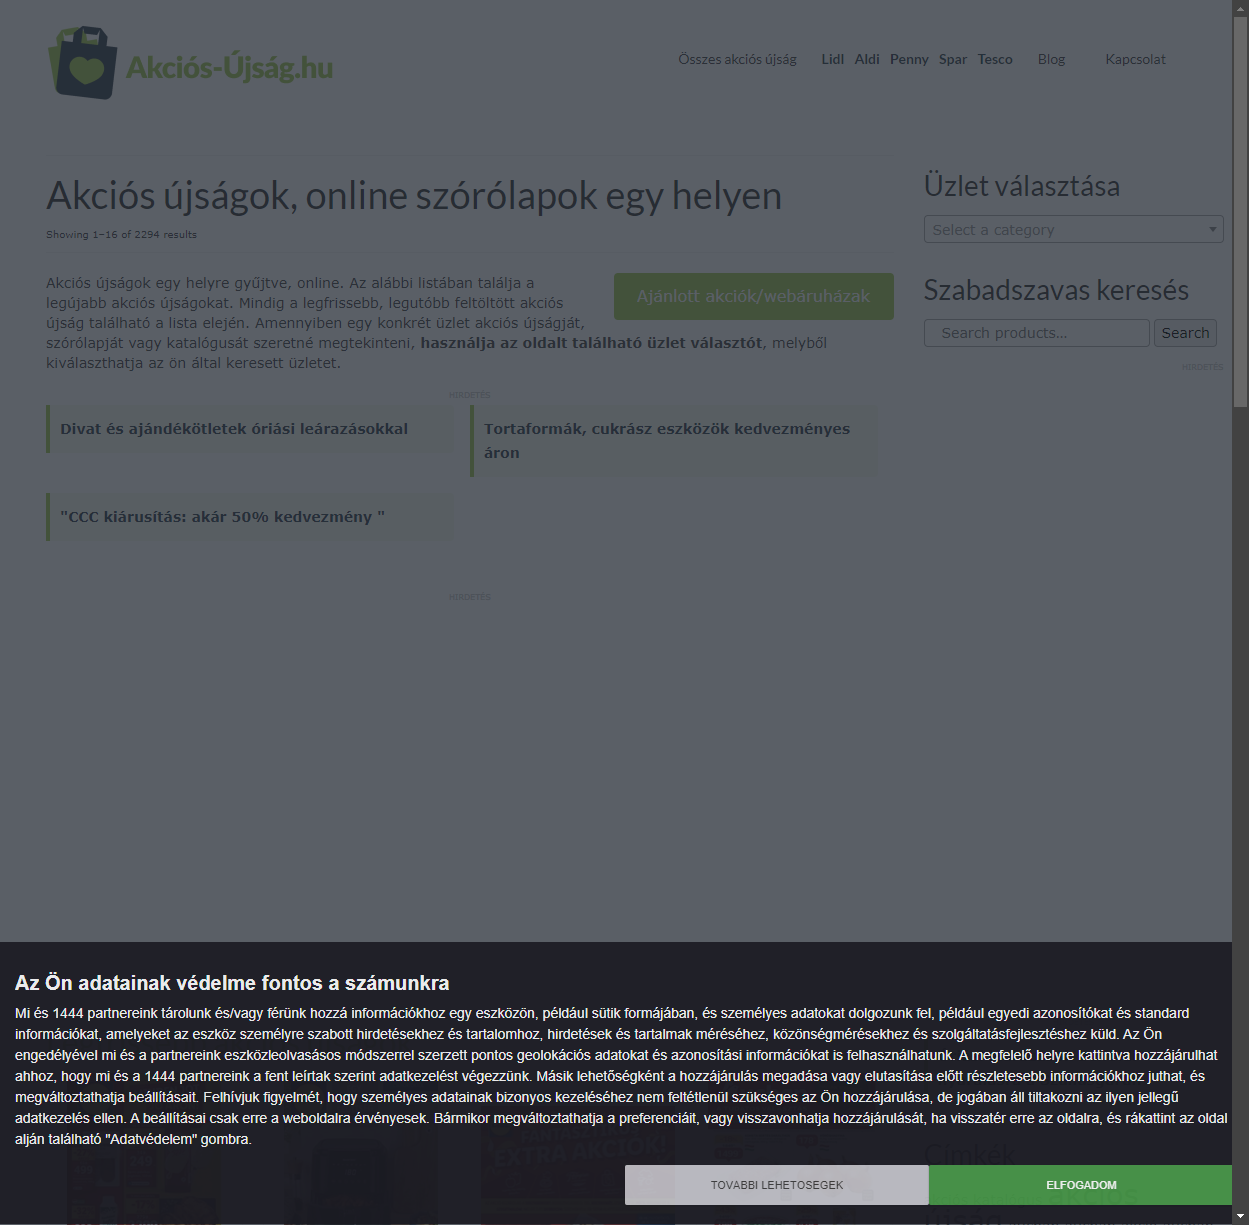 Akciós-Újság.hu
Összes akciós újság Lidl Aldi Penny Spar Tesco Blog Kapcsolat
Akciós újságok, online szórólapok egy helyen
Showing 1–16 of 2294 results
Akciós újságok egy helyre gyűjtve, online. Az alábbi listában találja a
legújabb akciós újságokat. Mindig a legfrissebb, legutóbb feltöltött akciós
újság található a lista elején. Amennyiben egy konkrét üzlet akciós újságját,
szórólapját vagy katalógusát szeretné megtekinteni, használja az oldalt található üzlet választót, melyből
kiválaszthatja az ön által keresett üzletet.
Ajánlott akciók/webáruházak
HIRDETÉS
Divat és ajándékötletek óriási leárazásokkal
Tortaformák, cukrász eszközök kedvezményes
áron
"CCC kiárusítás: akár 50% kedvezmény "
HIRDETÉS
Üzlet választása
Select a category
Szabadszavas keresés
Search products…
Search
HIRDETÉS
Az Ön adatainak védelme fontos a számunkra
Mi és 1444 partnereink tárolunk és/vagy férünk hozzá információkhoz egy eszközön, például sütik formájában, és személyes adatokat dolgozunk fel, például egyedi azonosítókat és standard
információkat, amelyeket az eszköz személyre szabott hirdetésekhez és tartalomhoz, hirdetések és tartalmak méréséhez, közönségmérésekhez és szolgáltatásfejlesztéshez küld. Az Ön
engedélyével mi és a partnereink eszközleolvasásos módszerrel szerzett pontos geolokációs adatokat és azonosítási információkat is felhasználhatunk. A megfelelő helyre kattintva hozzájárulhat
ahhoz, hogy mi és a 1444 partnereink a fent leírtak szerint adatkezelést végezzünk. Másik lehetőségként a hozzájárulás megadása vagy elutasítása előtt részletesebb információkhoz juthat, és
megváltoztathatja beállításait. Felhívjuk figyelmét, hogy személyes adatainak bizonyos kezeléséhez nem feltétlenül szükséges az Ön hozzájárulása, de jogában áll tiltakozni az ilyen jellegű
adatkezelés ellen. A beállításai csak erre a weboldalra érvényesek. Bármikor megváltoztathatja a preferenciáit, vagy visszavonhatja hozzájárulását, ha visszatér erre az oldalra, és rákattint az oldal
alján található "Adatvédelem" gombra.
EXTRA AKCIÓK!
Címkék
akciós
újság
TOVÁBBI LEHETŐSÉGEK
ELFOGADOM